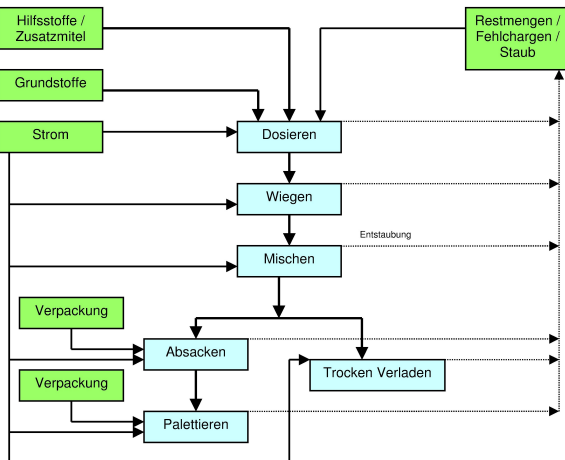 Hilfsstoffe /
Zusatzmitel
Restmengen /
Fehlchargen /
Staub
Grundstoffe
Strom
Dosieren
Wiegen
Entstaubung
Mischen
Verpackung
Absacken
Trocken Verladen
Verpackung
Palettieren